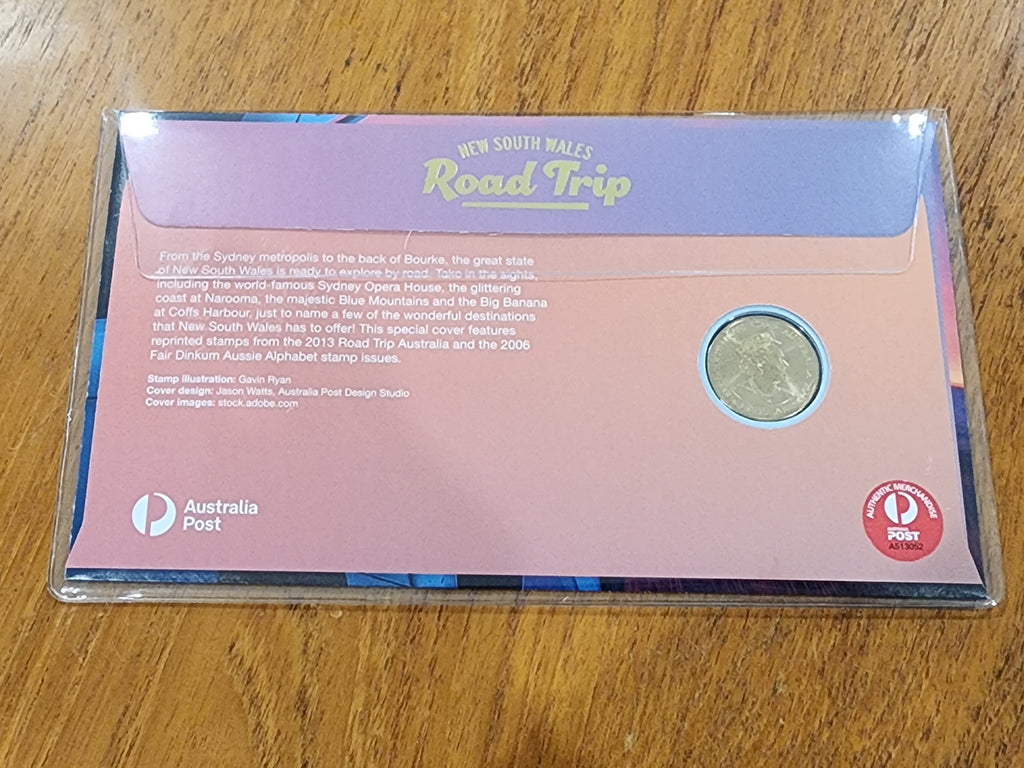 NEW SOUTH WALES
Road Trip
From the Sydney metropolis to the back of Bourke, the great state
of New South Wales is ready to explore by road. Take in the sights,
including the world-famous Sydney Opera House, the glittering
coast at Narooma, the majestic Blue Mountains and the Big Banana
at Coffs Harbour, just to name a few of the wonderful destinations
that New South Wales has to offer! This special cover features
reprinted stamps from the 2013 Road Trip Australia and the 2006
Fair Dinkum Aussie Alphabet stamp issues.
Stamp illustration: Gavin Ryan
Cover design: Jason Watts, Australia Post Design Studio
Cover images: stock.adobe.com
Australia
Post
AUTHENTIC MERCHANDISE
POST
A513052